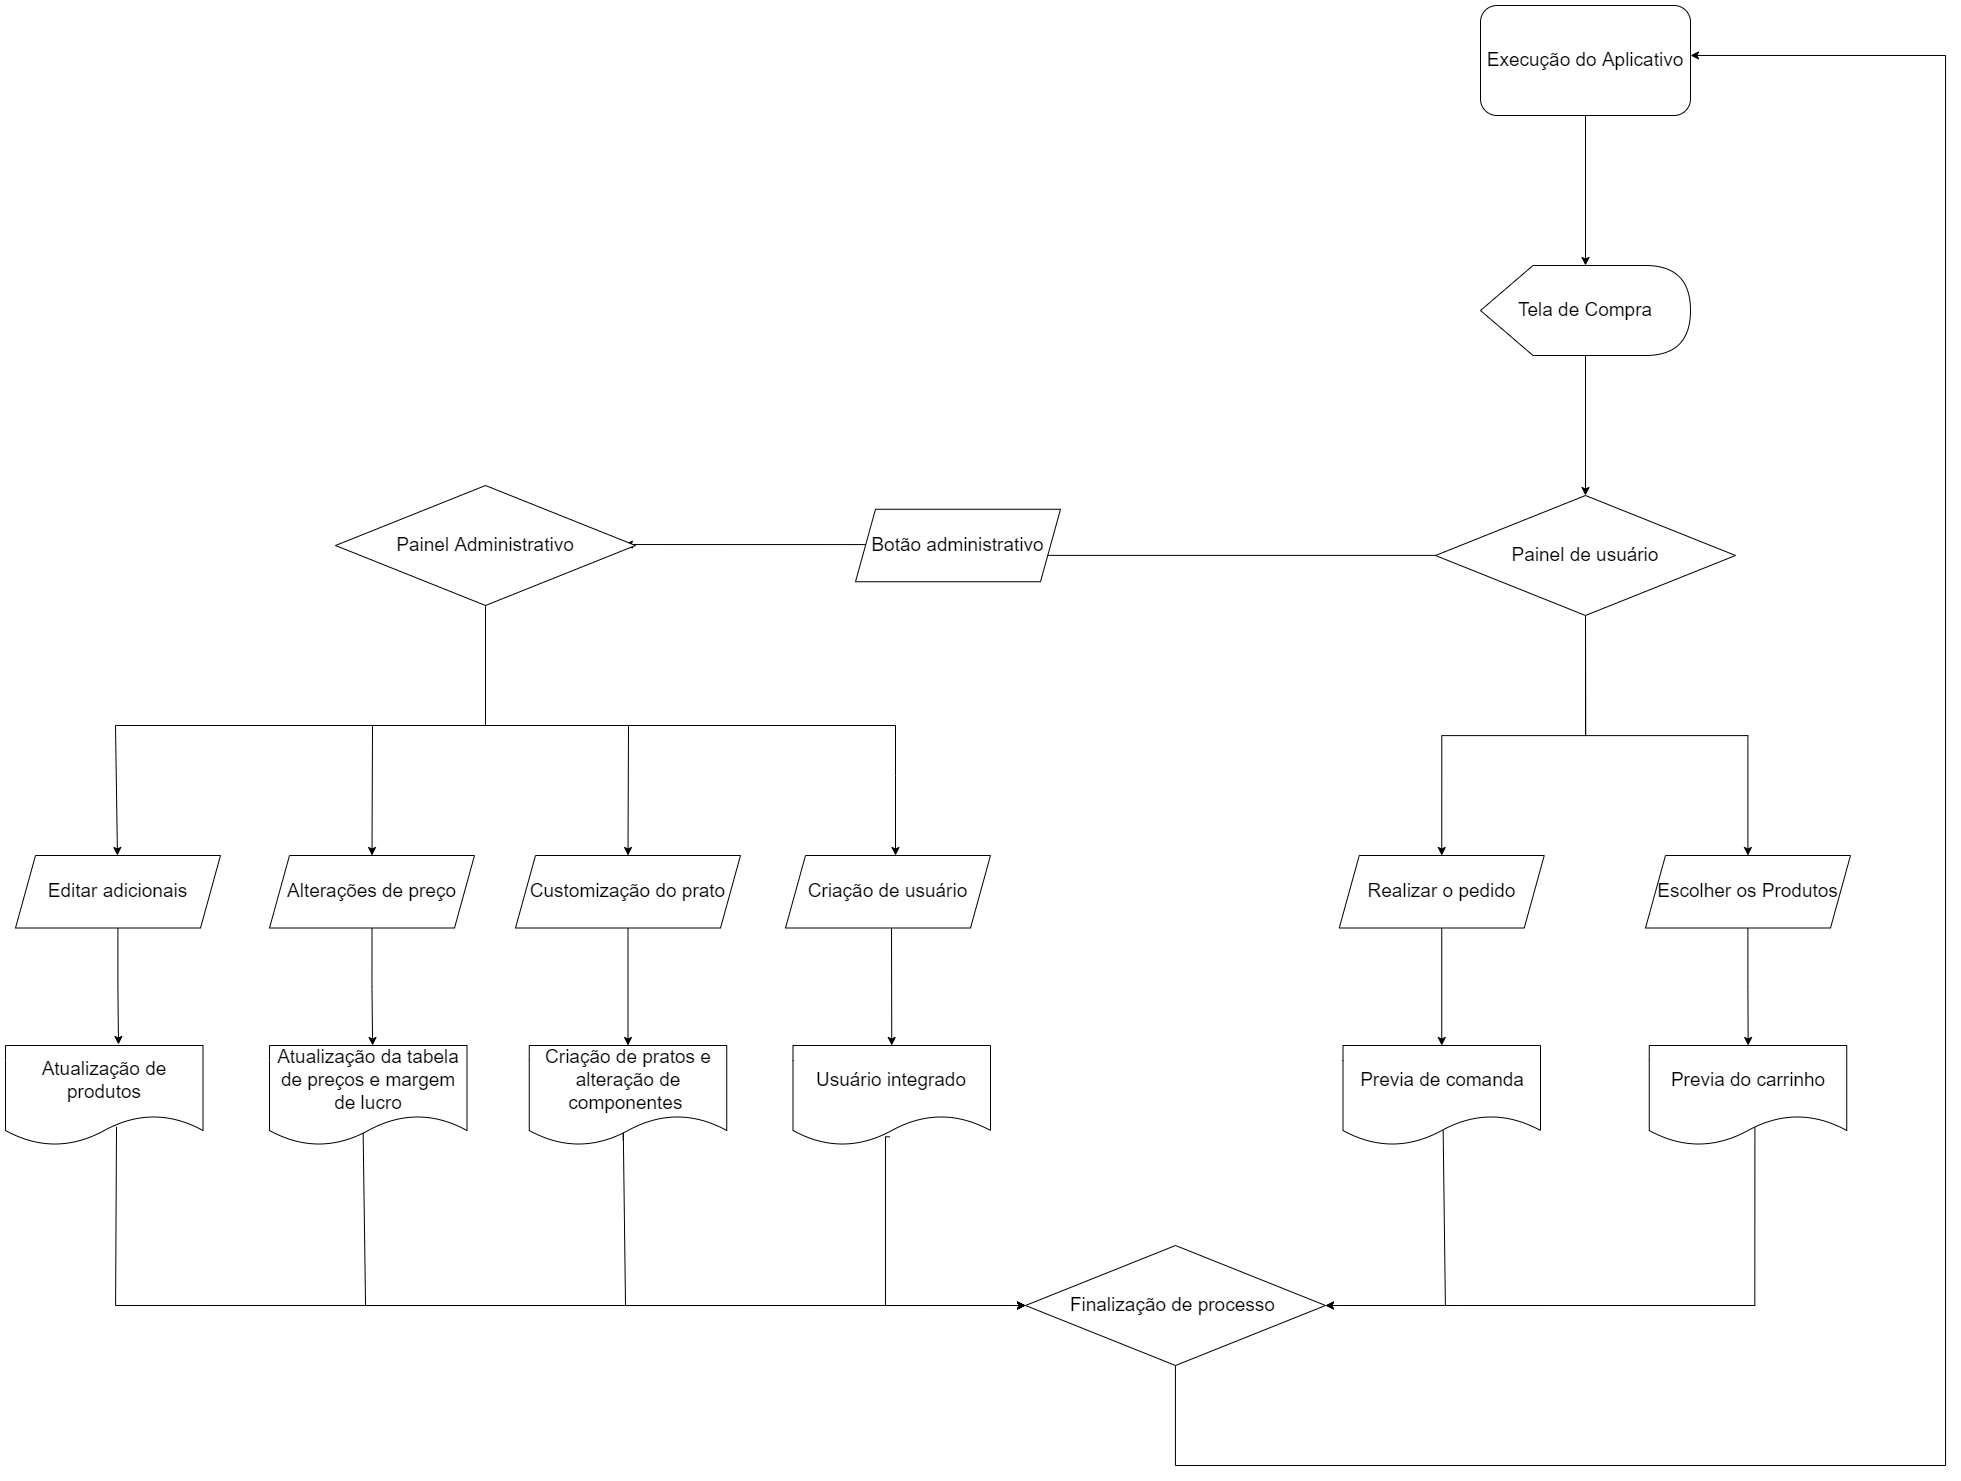 Execução do Aplicativo
Tela de Compra
Painel Administrativo
Botão administrativo
Painel de usuário
Editar adicionais
Alterações de preço
Customização do prato
Criação de usuário
Realizar o pedido
Escolher os Produtos
Atualização de
produtos
Atualização da tabela
de preços e margem
de lucro
Criação de pratos e
alteração de
componentes
Usuário integrado
Previa de comanda
Previa do carrinho
Finalização de processo